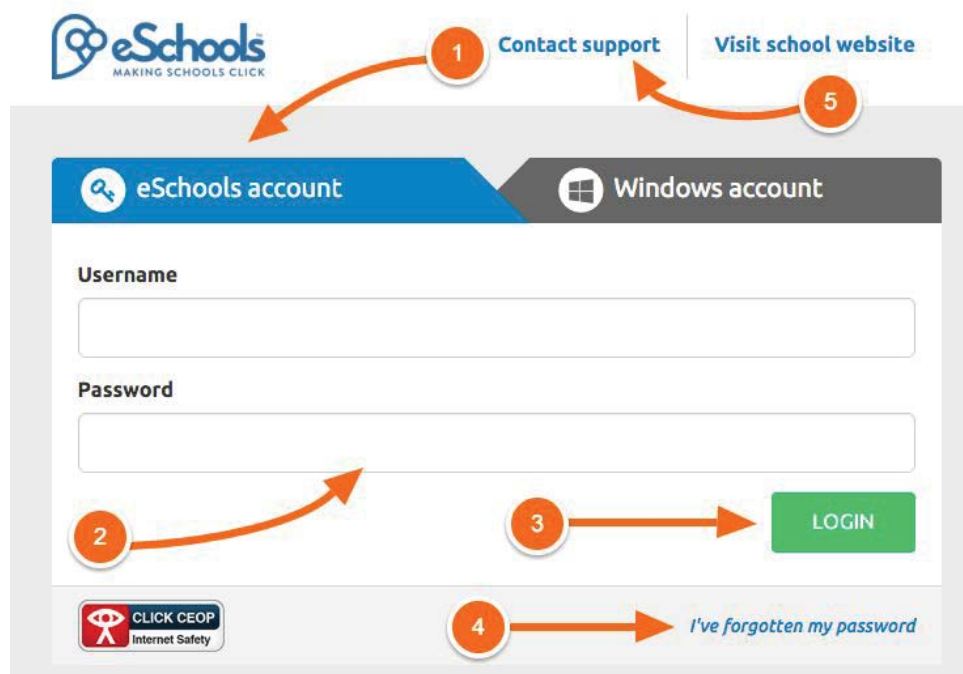 eSchools™
MAKING SCHOOLS CLICK
1
Contact support
Visit school website
5
eSchools account
Windows account
Username
Password
2
3
LOGIN
CLICK CEOP
Internet Safety
4
I've forgotten my password